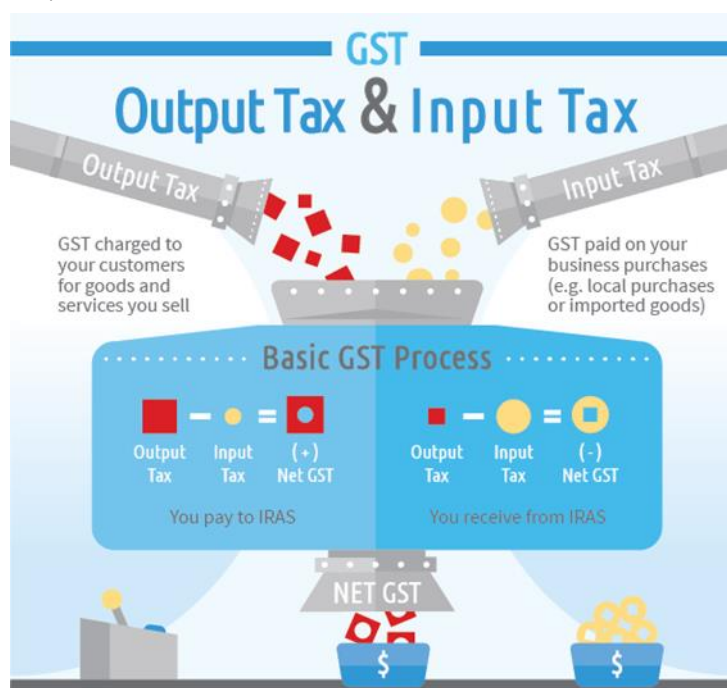 GST
Output Tax & Input Tax
Output Tax
Input Tax
GST charged to
your customers
for goods and
services you sell
GST paid on your
business purchases
(e.g. local purchases
or imported goods)
Basic GST Process
Output
Tax
−
Input
Tax
=
(+)
Net GST
You pay to IRAS
Output
Tax
−
Input
Tax
=
(-)
Net GST
You receive from IRAS
NET GST
$
$